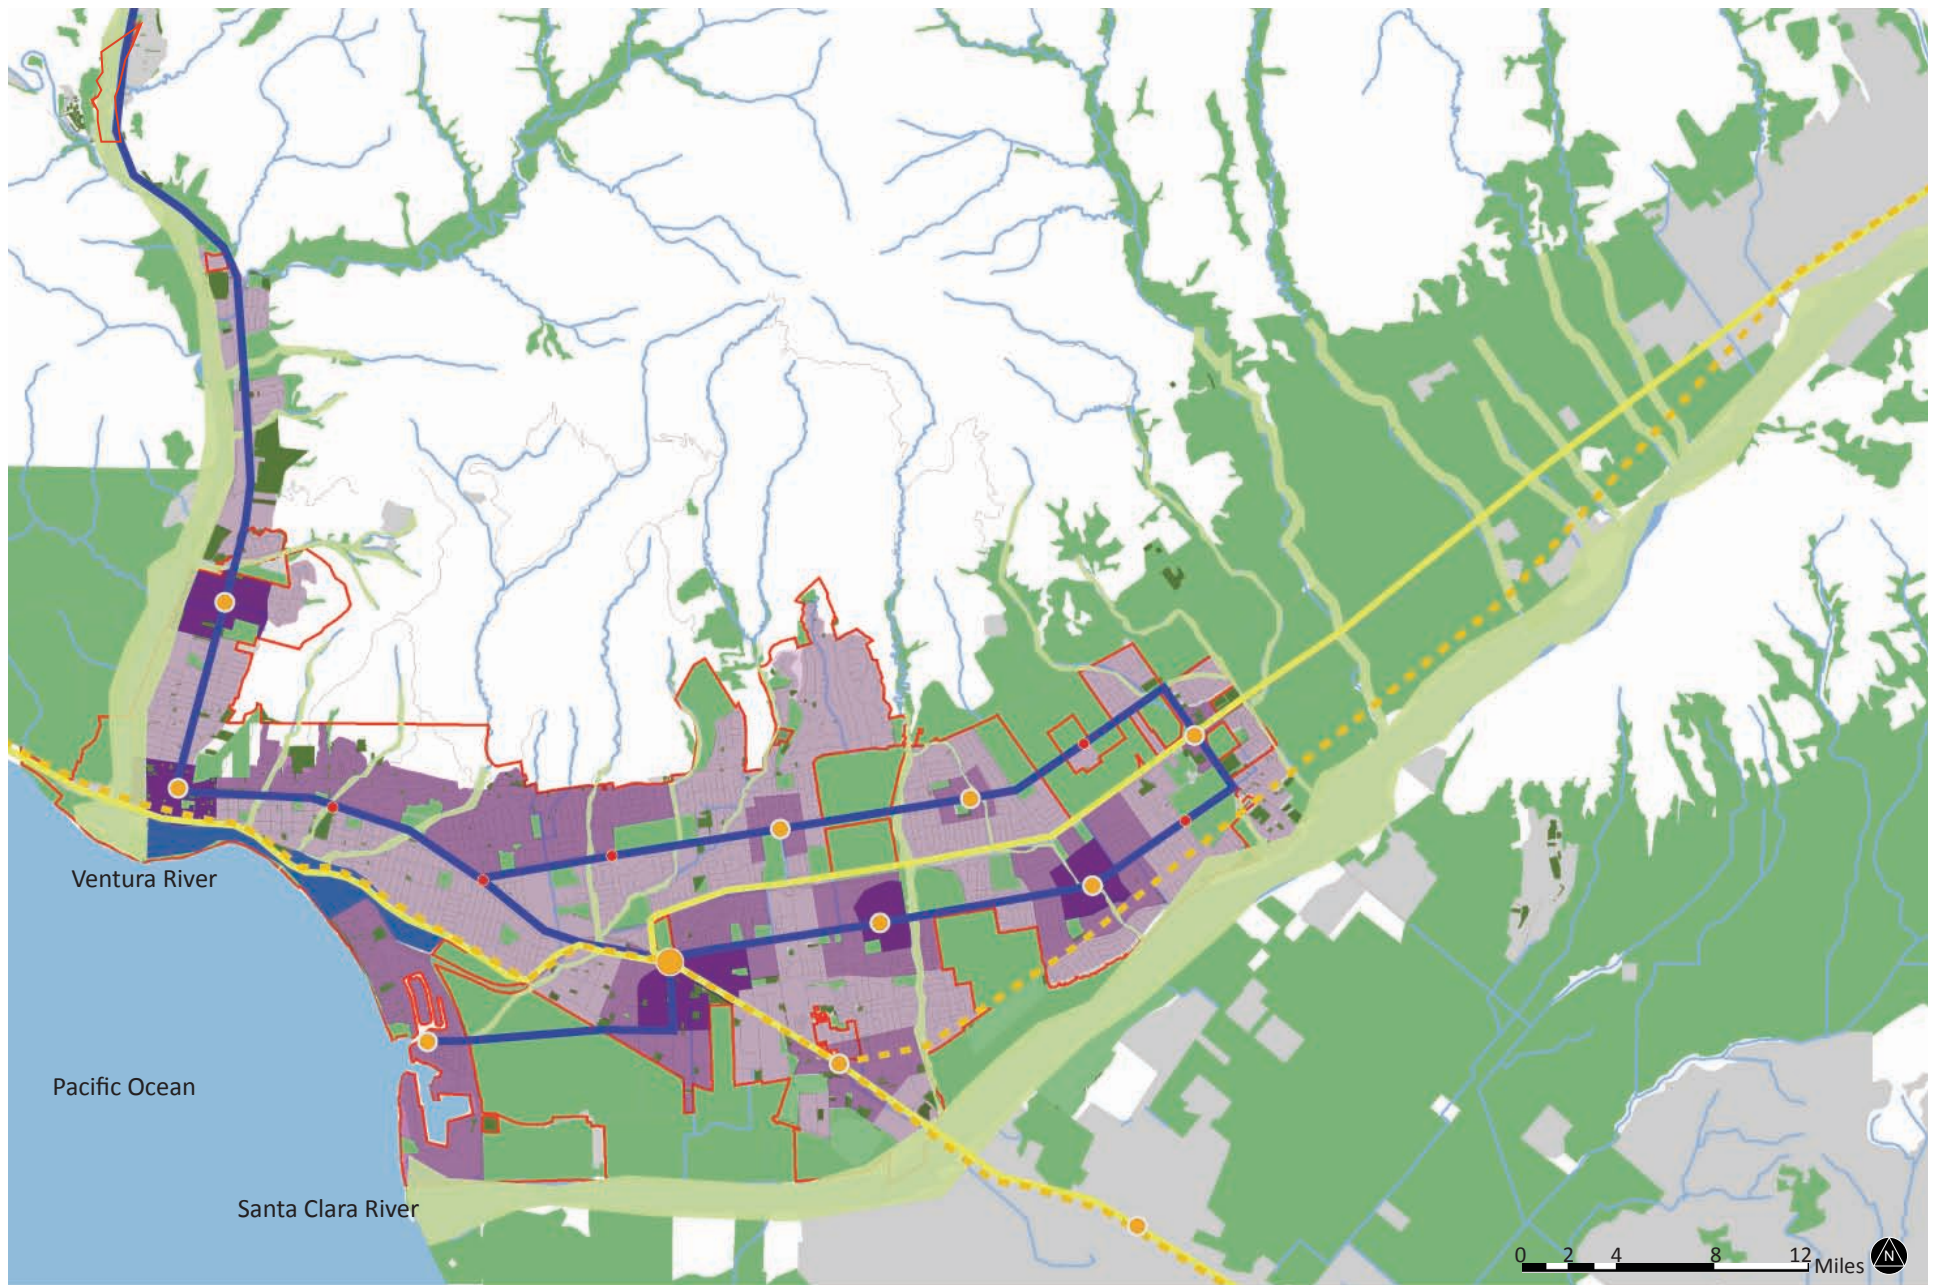 Ventura River
Pacific Ocean
Santa Clara River
0 2 4 8 12 Miles
N